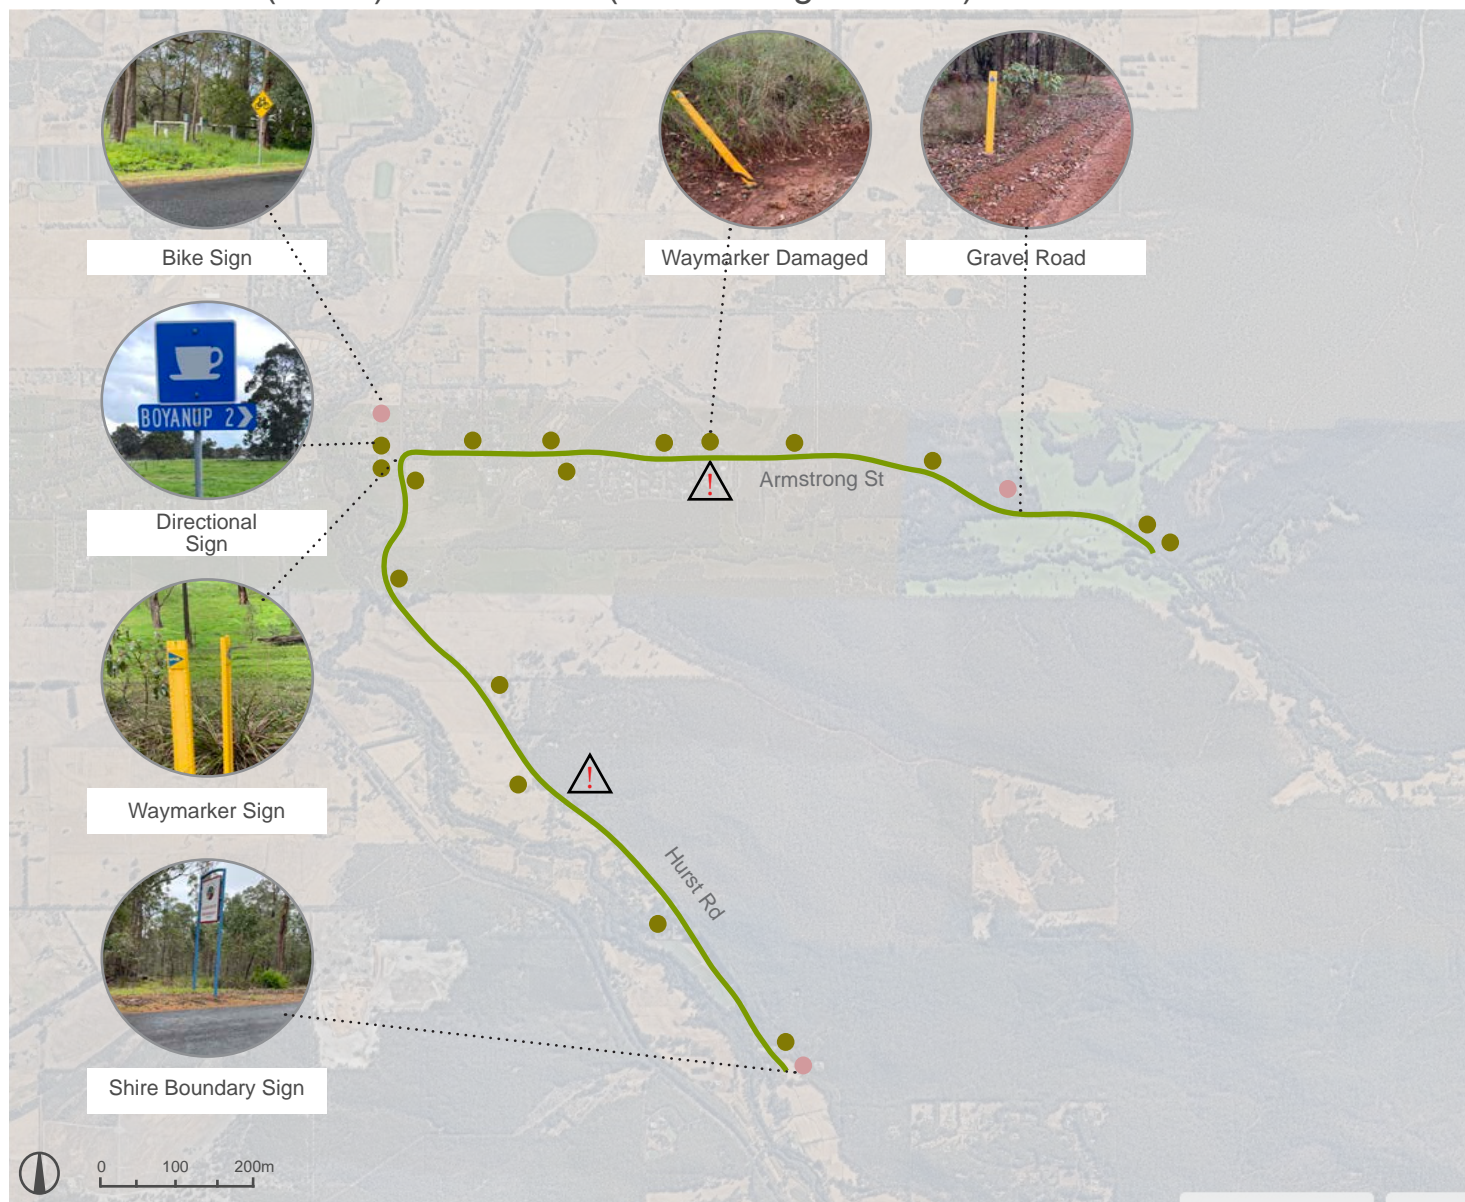 Bike Sign
Waymarker Damaged
Gravel Road
BOYANUP 2
Directional
Sign
Armstrong St
!
Waymarker Sign
!
Hurst Rd
Shire Boundary Sign
0 100 200m